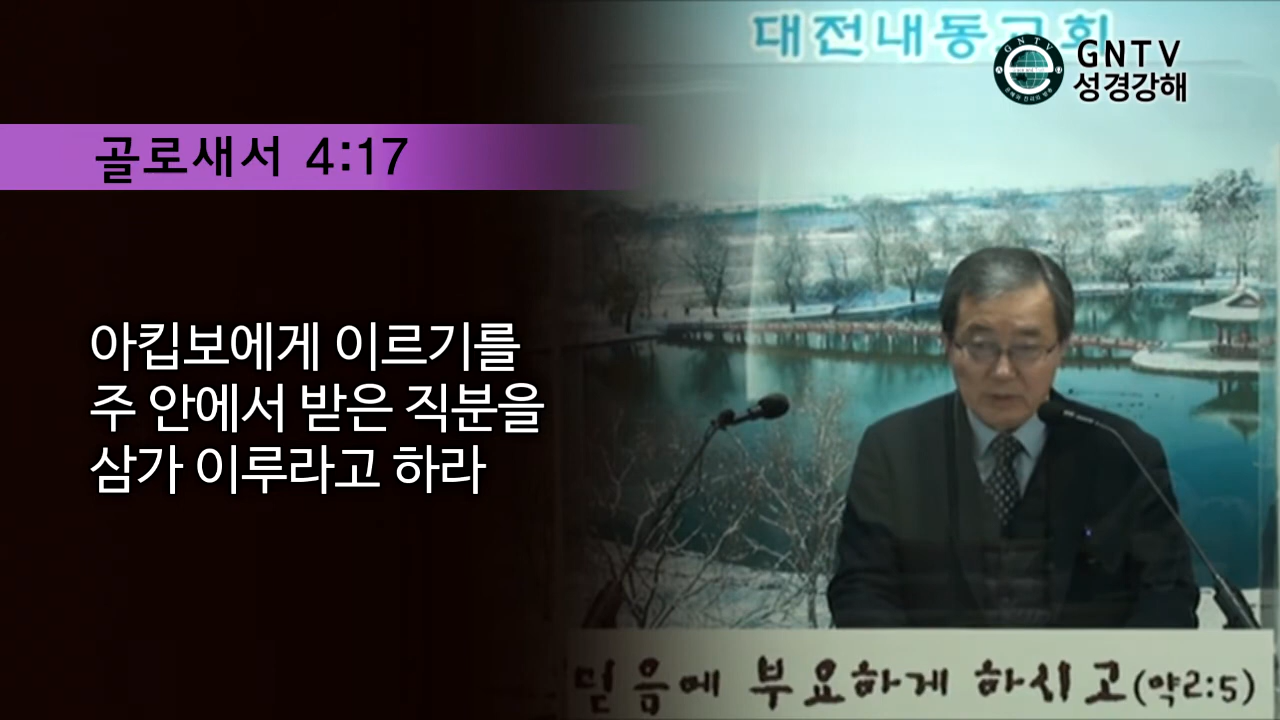 대전내동교회
GNTV
성경강해
골로새서 4:17
아킵보에게 이르기를
주 안에서 받은 직분을
삼가 이루라고 하라
믿음에 부요하게 하시고(약2:5)